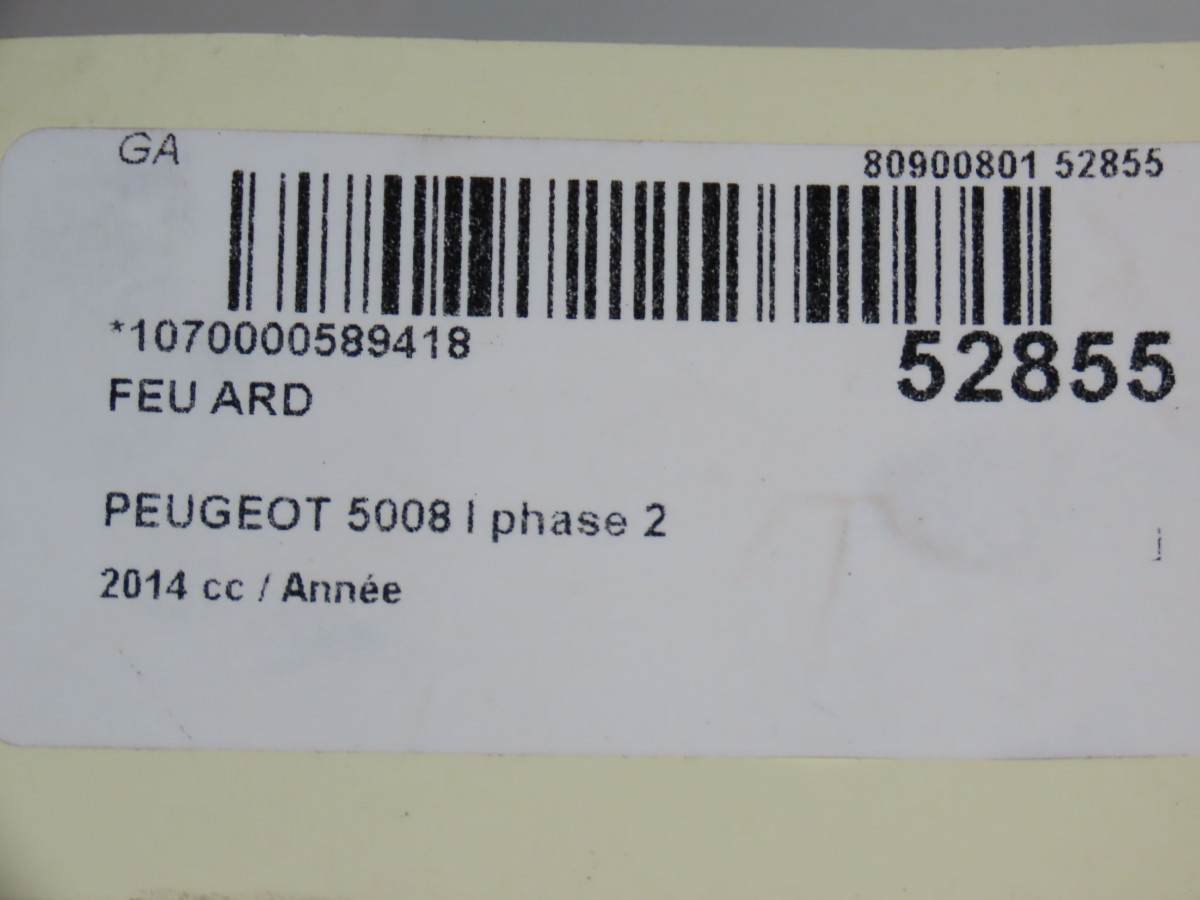 GA
80900801 52855
*1070000589418
52855
FEU ARD
PEUGEOT 5008 I phase 2
2014 cc / Année